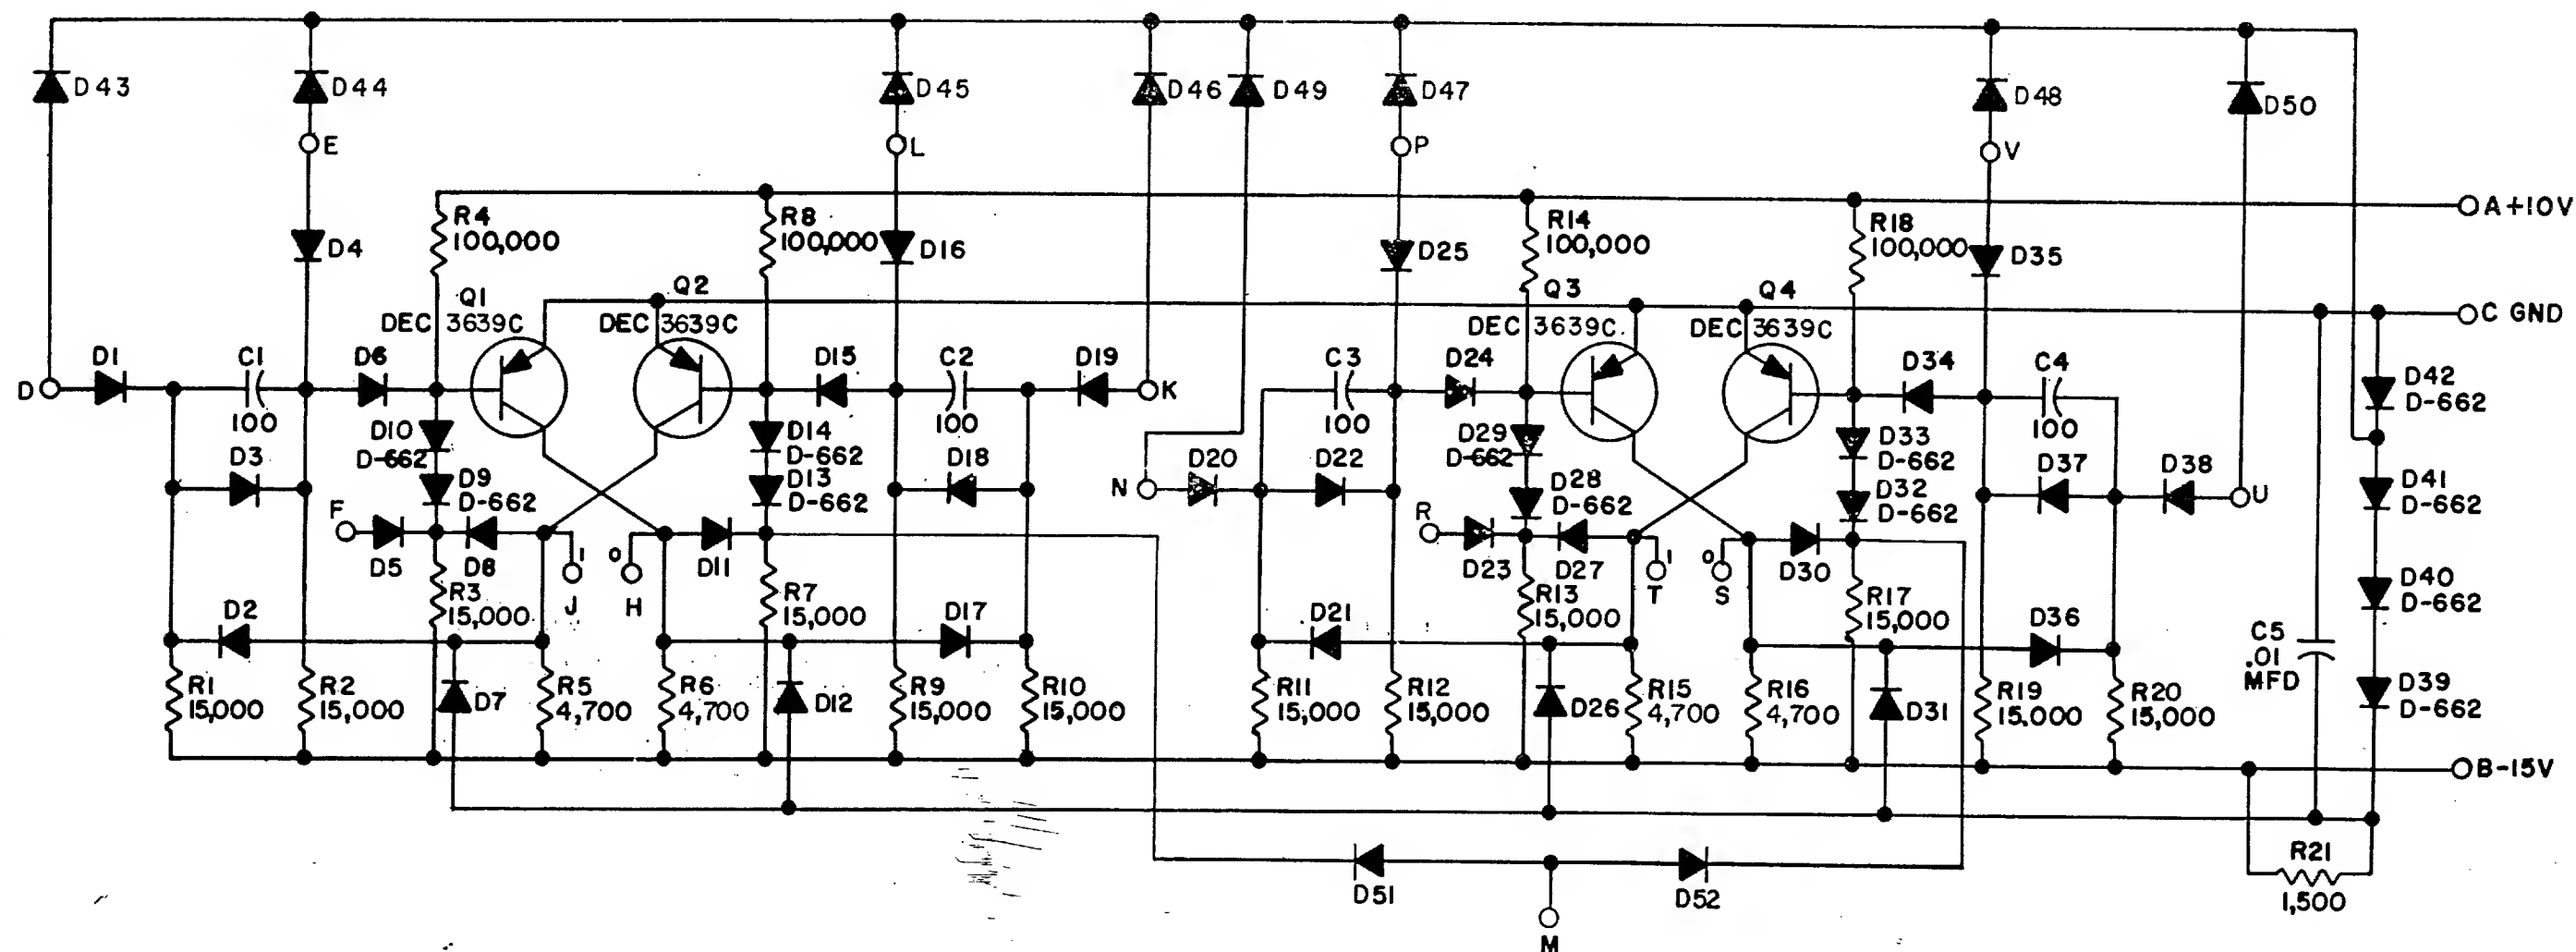 D43
D44
D45
D46
D49
D47
D48
D50
E
L
P
V
R4
100,000
R8
100,000
R14
100,000
R18
100,000
A+10V
D4
D16
D25
D35
Q1
DEC 3639C
Q2
DEC 3639C
Q3
DEC 3639C
Q4
DEC 3639C
C GND
D
D1
C1
100
D6
D15
C2
100
D19
K
C3
100
D24
D34
C4
100
D42
D-662
D10
D-662
D14
D-662
D3
D18
D9
D-662
D13
D-662
N
D20
D22
D29
D-662
D28
D-662
D33
D-662
D32
D-662
D37
D38
U
D41
D-662
F
D5
D8
1
J
0
H
D11
R
D23
D27
1
T
0
S
D30
D40
D-662
R3
15,000
R7
15,000
R13
15,000
R17
15,000
D2
D17
D21
D36
C5
.01
MFD
D39
D-662
R1
15,000
R2
15,000
D7
R5
4,700
R6
4,700
D12
R9
15,000
R10
15,000
R11
15,000
R12
15,000
D26
R15
4,700
R16
4,700
D31
R19
15.000
R20
15,000
B-15V
D51
D52
M
R21
1,500